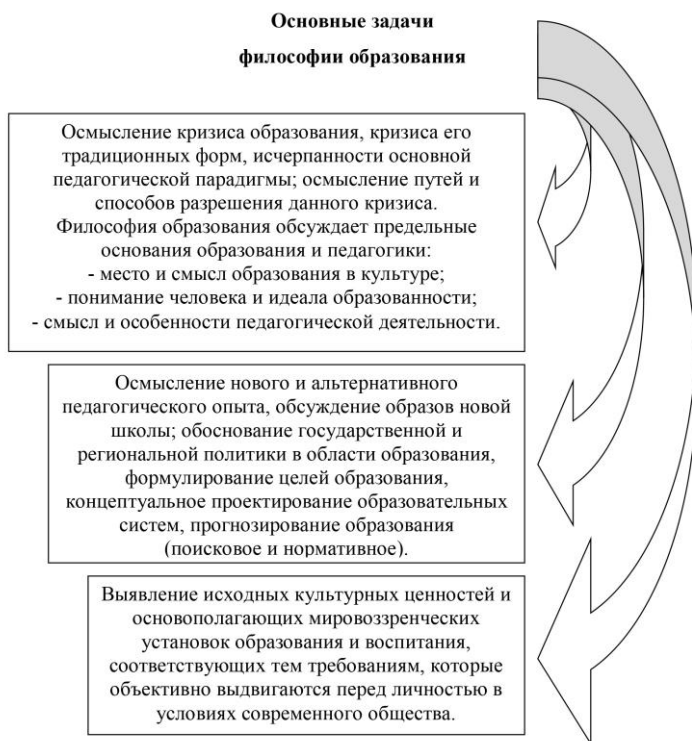 Основные задачи
философии образования
Осмысление кризиса образования, кризиса его
традиционных форм, исчерпанности основной
педагогической парадигмы; осмысление путей и
способов разрешения данного кризиса.
Философия образования обсуждает предельные
основания образования и педагогики:
- место и смысл образования в культуре;
- понимание человека и идеала образованности;
- смысл и особенности педагогической деятельности.
Осмысление нового и альтернативного
педагогического опыта, обсуждение образов новой
школы; обоснование государственной и
региональной политики в области образования,
формулирование целей образования,
концептуальное проектирование образовательных
систем, прогнозирование образования
(поисковое и нормативное).
Выявление исходных культурных ценностей и
основополагающих мировоззренческих
установок образования и воспитания,
соответствующих тем требованиям, которые
объективно выдвигаются перед личностью в
условиях современного общества.